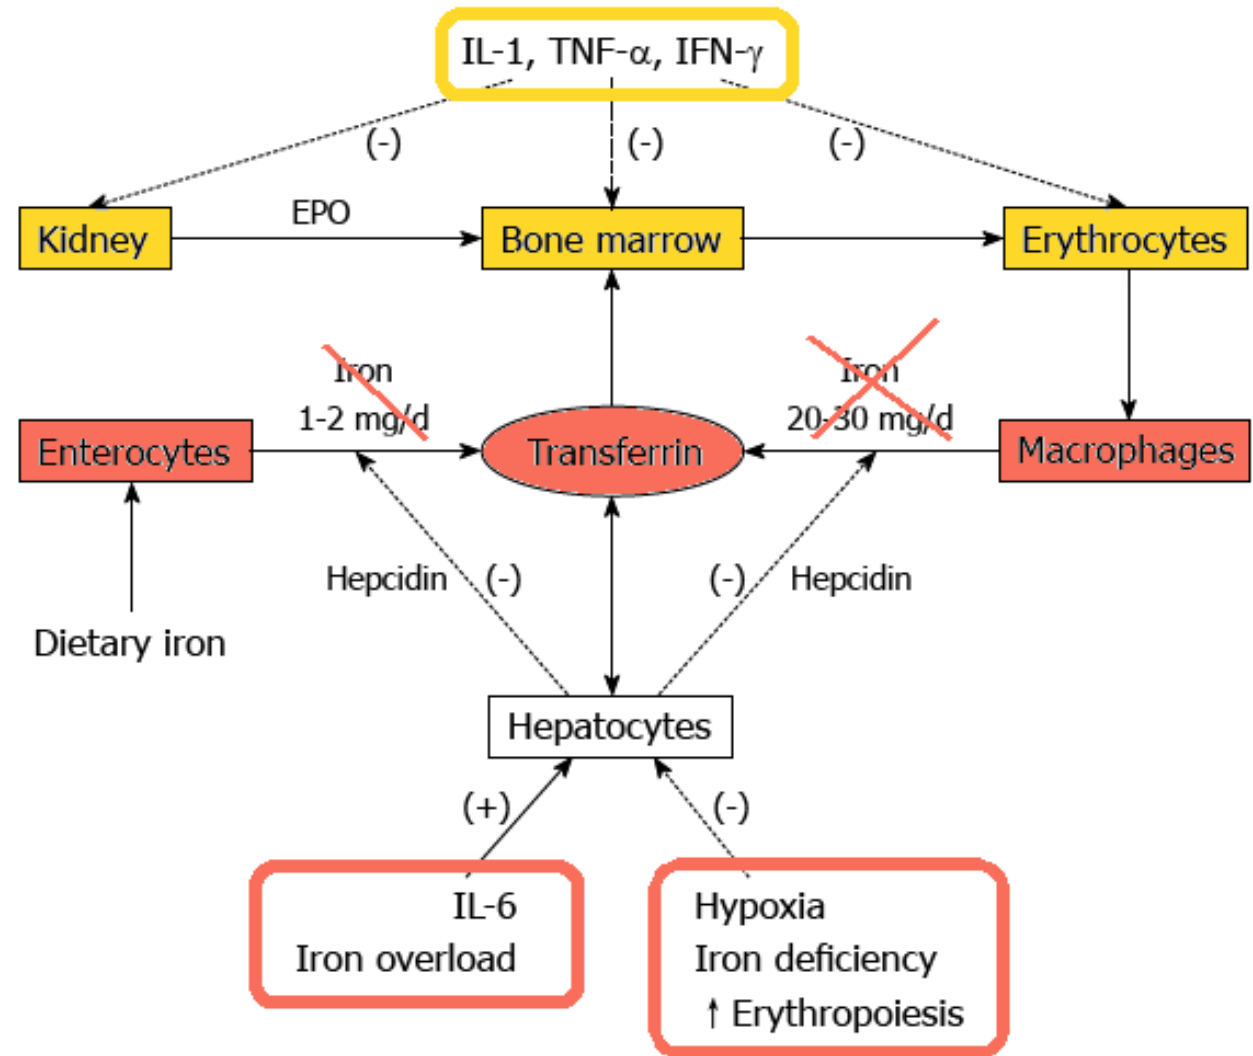 IL-1, TNF-α, IFN-γ
(-)
(-)
(-)
Kidney
EPO
Bone marrow
Erythrocytes
Iron
1-2 mg/d
Iron
20-30 mg/d
Enterocytes
Transferrin
Macrophages
Hepcidin
(-)
(-)
Hepcidin
Dietary iron
Hepatocytes
(+)
(-)
IL-6
Iron overload
Hypoxia
Iron deficiency
↑ Erythropoiesis